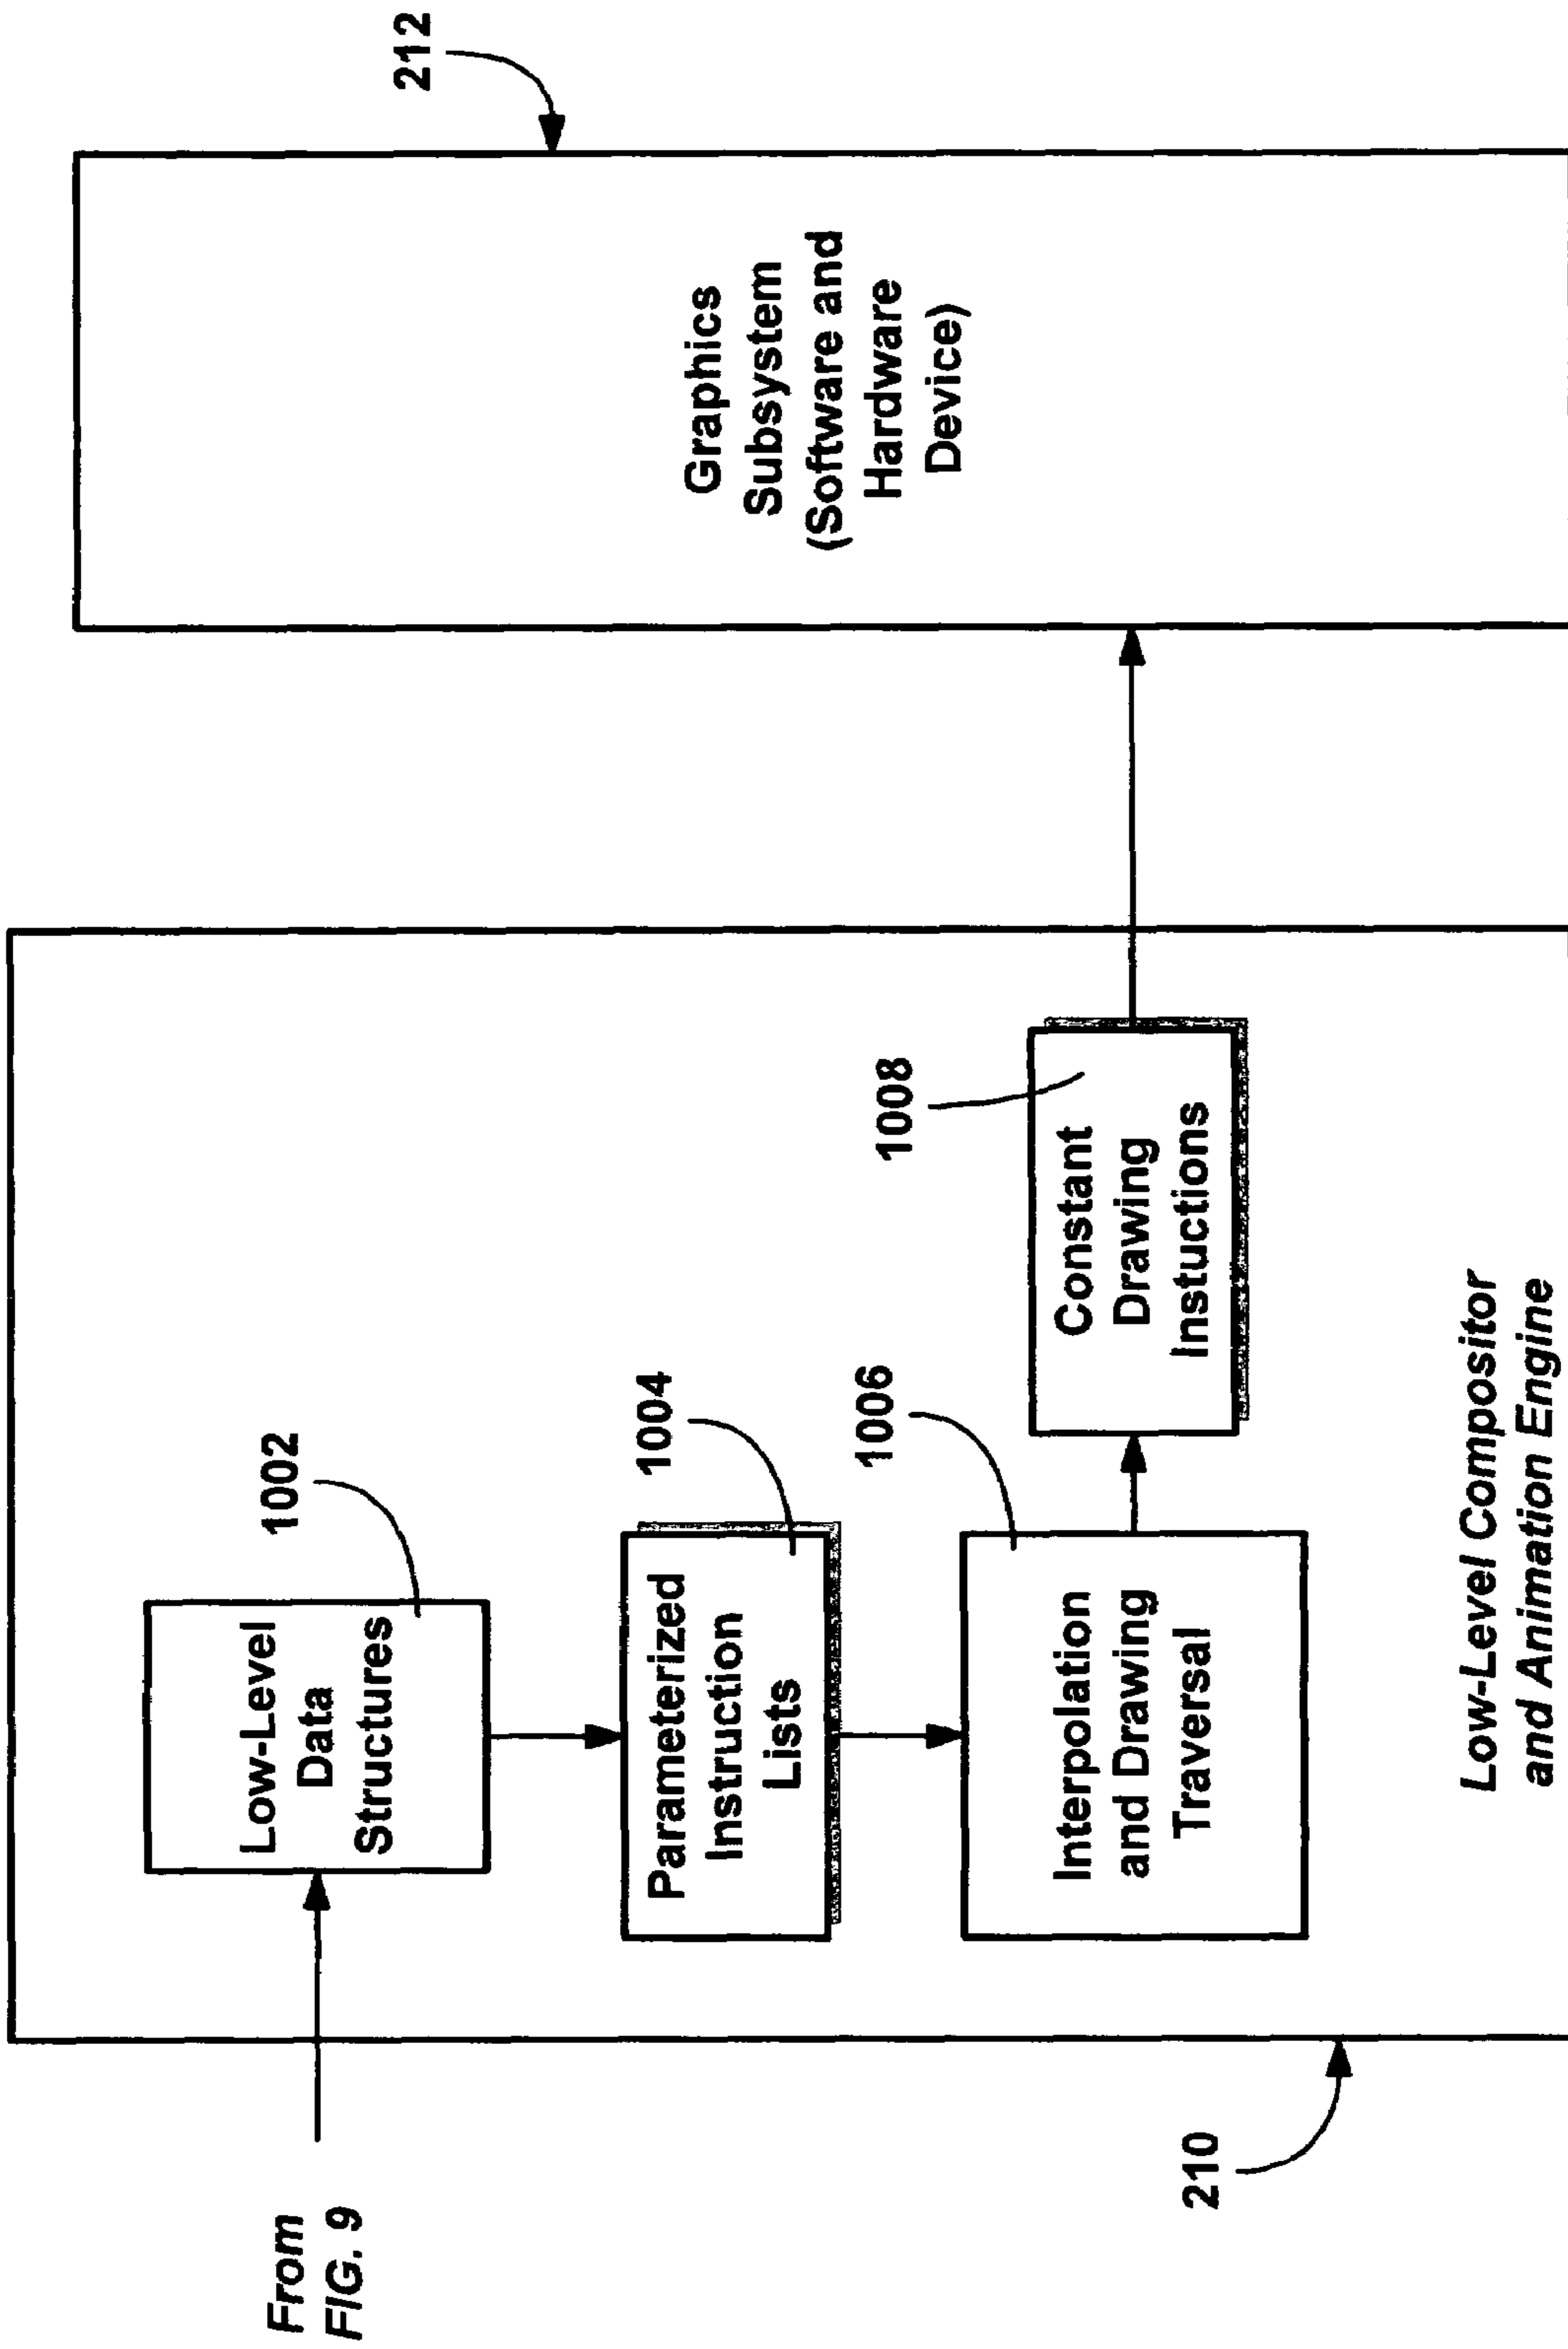 From
FIG. 9
1002
Low-Level
Data
Structures
1004
Parameterized
Instruction
Lists
1006
Interpolation
and Drawing
Traversal
1008
Constant
Drawing
Instuctions
Low-Level Compositor
and Animation Engine
210
212
Graphics
Subsystem
(Software and
Hardware
Device)